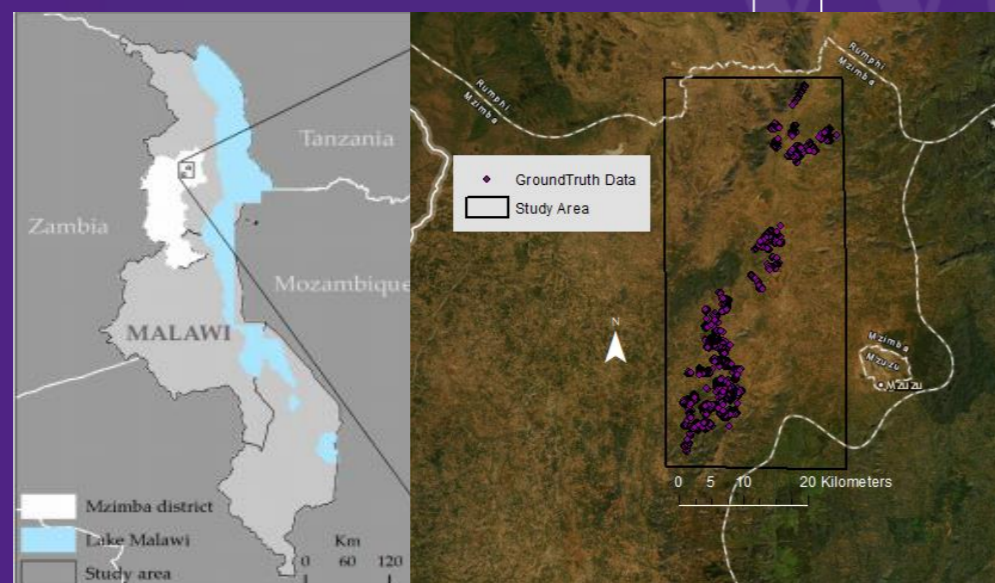 Tanzania
Zambia
Mozambique
MALAWI
Mzimba district
Lake Malawi
Study area
Km
0 60 120
Rumphi
Mzimba
Rumphi
Mzimba
GroundTruth Data
Study Area
N
Mzimba
Mzuzu
Mzuzu
0 5 10 20 Kilometers